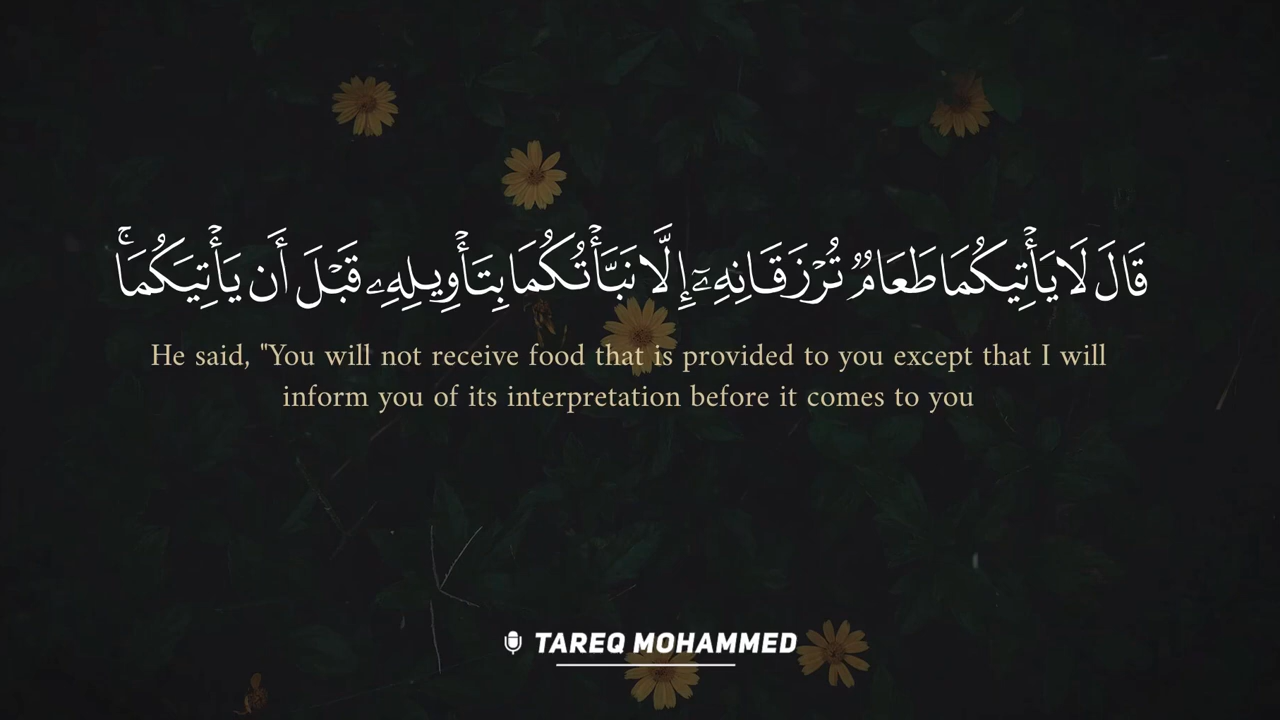 قَالَ لَا يَأْتِيكُمَا طَعَامٌ تُرْزَقَانِهِۦٓ إِلَّا نَبَّأْتُكُمَا بِتَأْوِيلِهِۦ قَبْلَ أَن يَأْتِيَكُمَاۚ
He said, "You will not receive food that is provided to you except that I will
inform you of its interpretation before it comes to you
TAREQ MOHAMMED